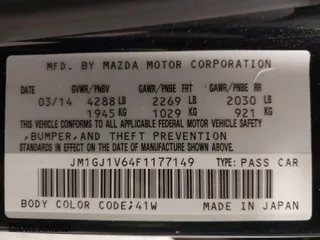 MFD. BY MAZDA MOTOR CORPORATION
GVWR/PNBV GAWR/PNBE FR GAWR/PNBE RR
03/14 4288 LB 2269 LB 2030 LB
1945 KG 1029 KG 921 KG
THIS VEHICLE CONFORMS TO ALL APPLICABLE
FEDERAL MOTOR VEHICLE SAFETY
,BUMPER,AND THEFT PREVENTION
STANDARDS IN EFFECT ON THE DATE OF
MANUFACTURE SHOWN ABOVE.
JM1GJ1V64F1177149 TYPE:PASS CAR
BODY COLOR CODE;41W MADE IN JAPAN